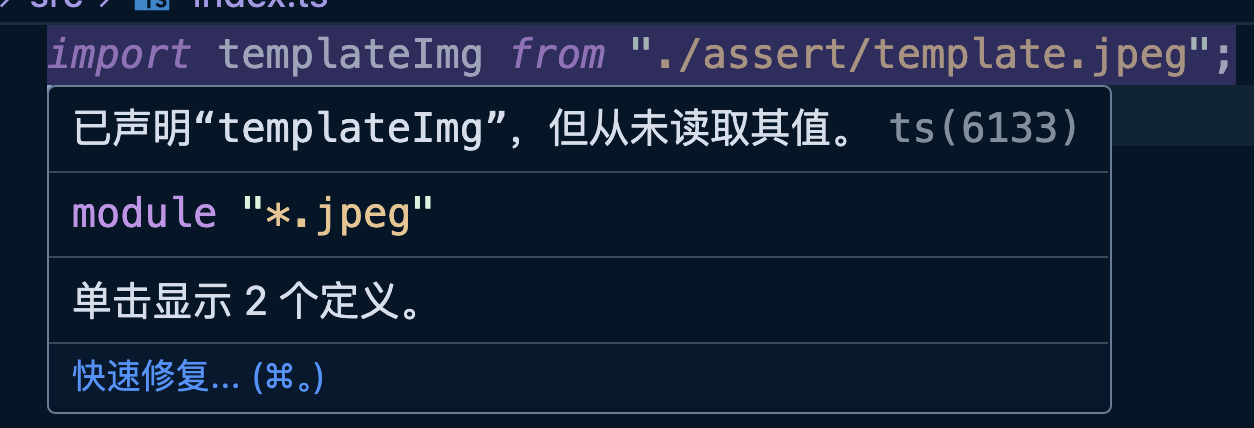 src
TS index.ts
import templateImg from "./assert/template.jpeg";
已声明“templateImg”，但从未读取其值。 ts(6133)
module "*.jpeg"
单击显示 2 个定义。
快速修复... (⌘。)